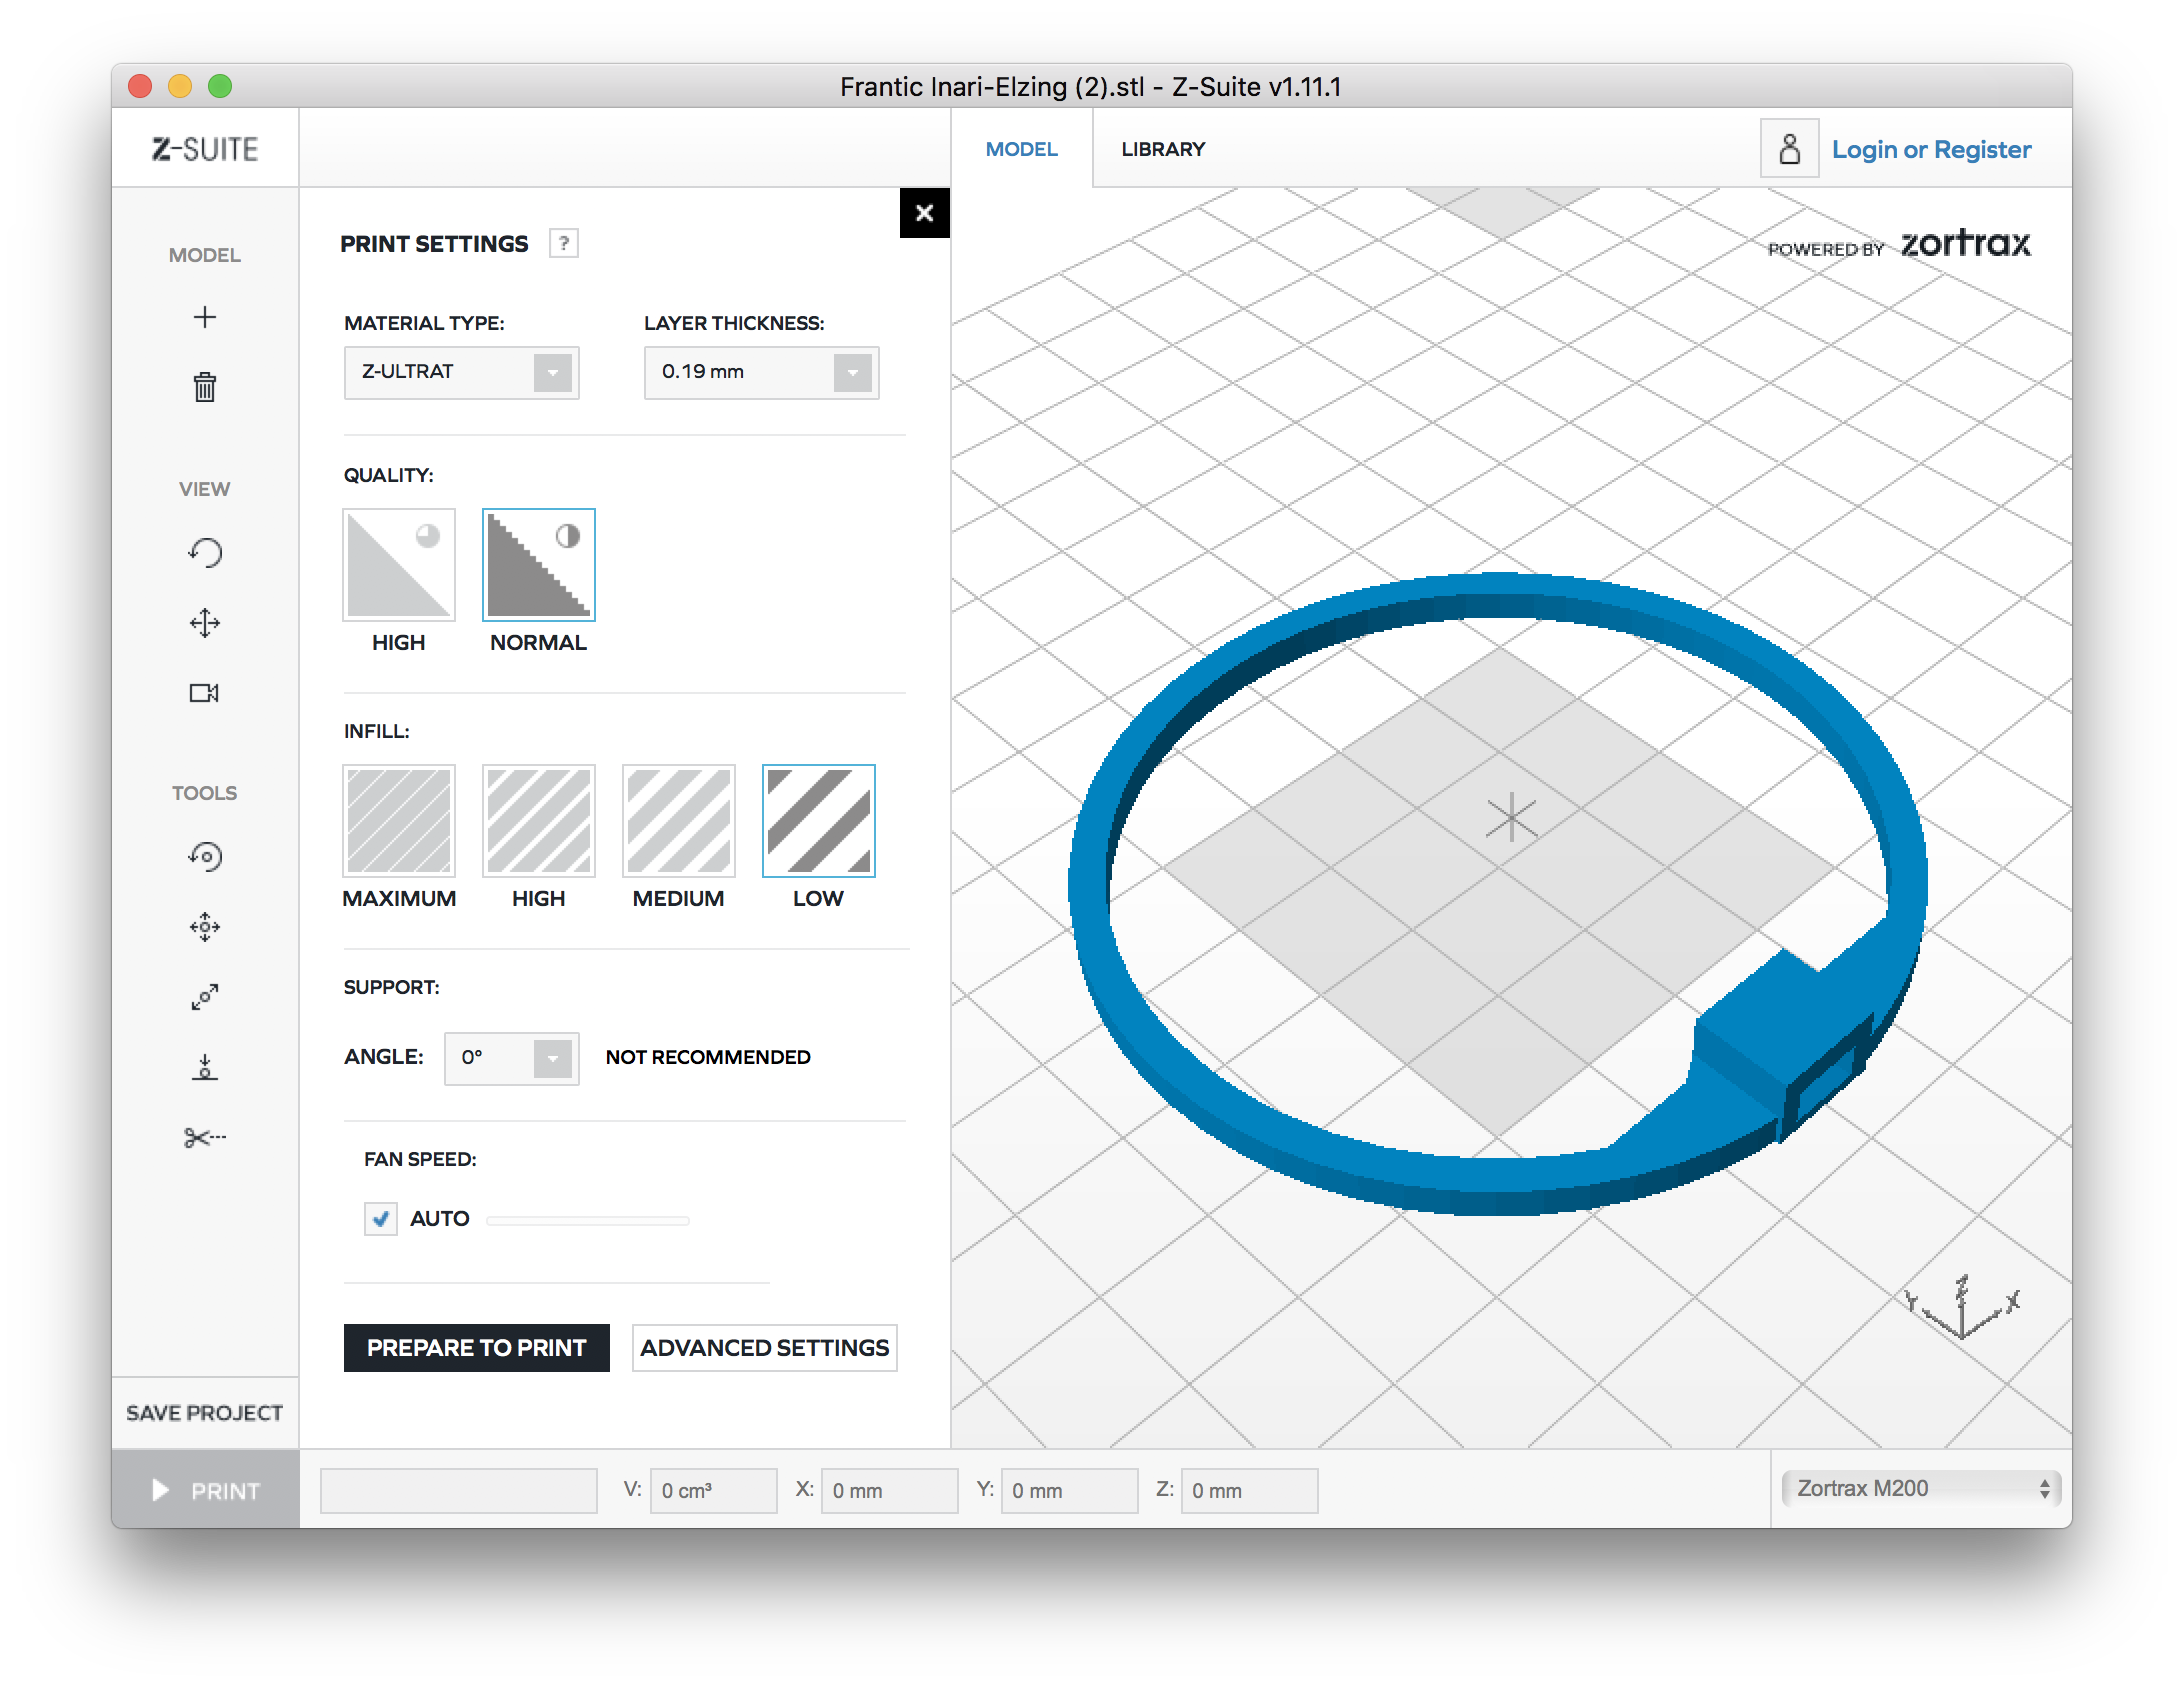 Frantic Inari-Elzing (2).stl - Z-Suite v1.11.1
Z-SUITE
MODEL
LIBRARY
Login or Register
MODEL
VIEW
TOOLS
SAVE PROJECT
PRINT
PRINT SETTINGS ?
MATERIAL TYPE:
Z-ULTRAT
LAYER THICKNESS:
0.19 mm
QUALITY:
HIGH
NORMAL
INFILL:
MAXIMUM
HIGH
MEDIUM
LOW
SUPPORT:
ANGLE: 0° NOT RECOMMENDED
FAN SPEED:
AUTO
PREPARE TO PRINT
ADVANCED SETTINGS
POWERED BY zortrax
Z
Y
X
V: 0 cm³ X: 0 mm Y: 0 mm Z: 0 mm
Zortrax M200